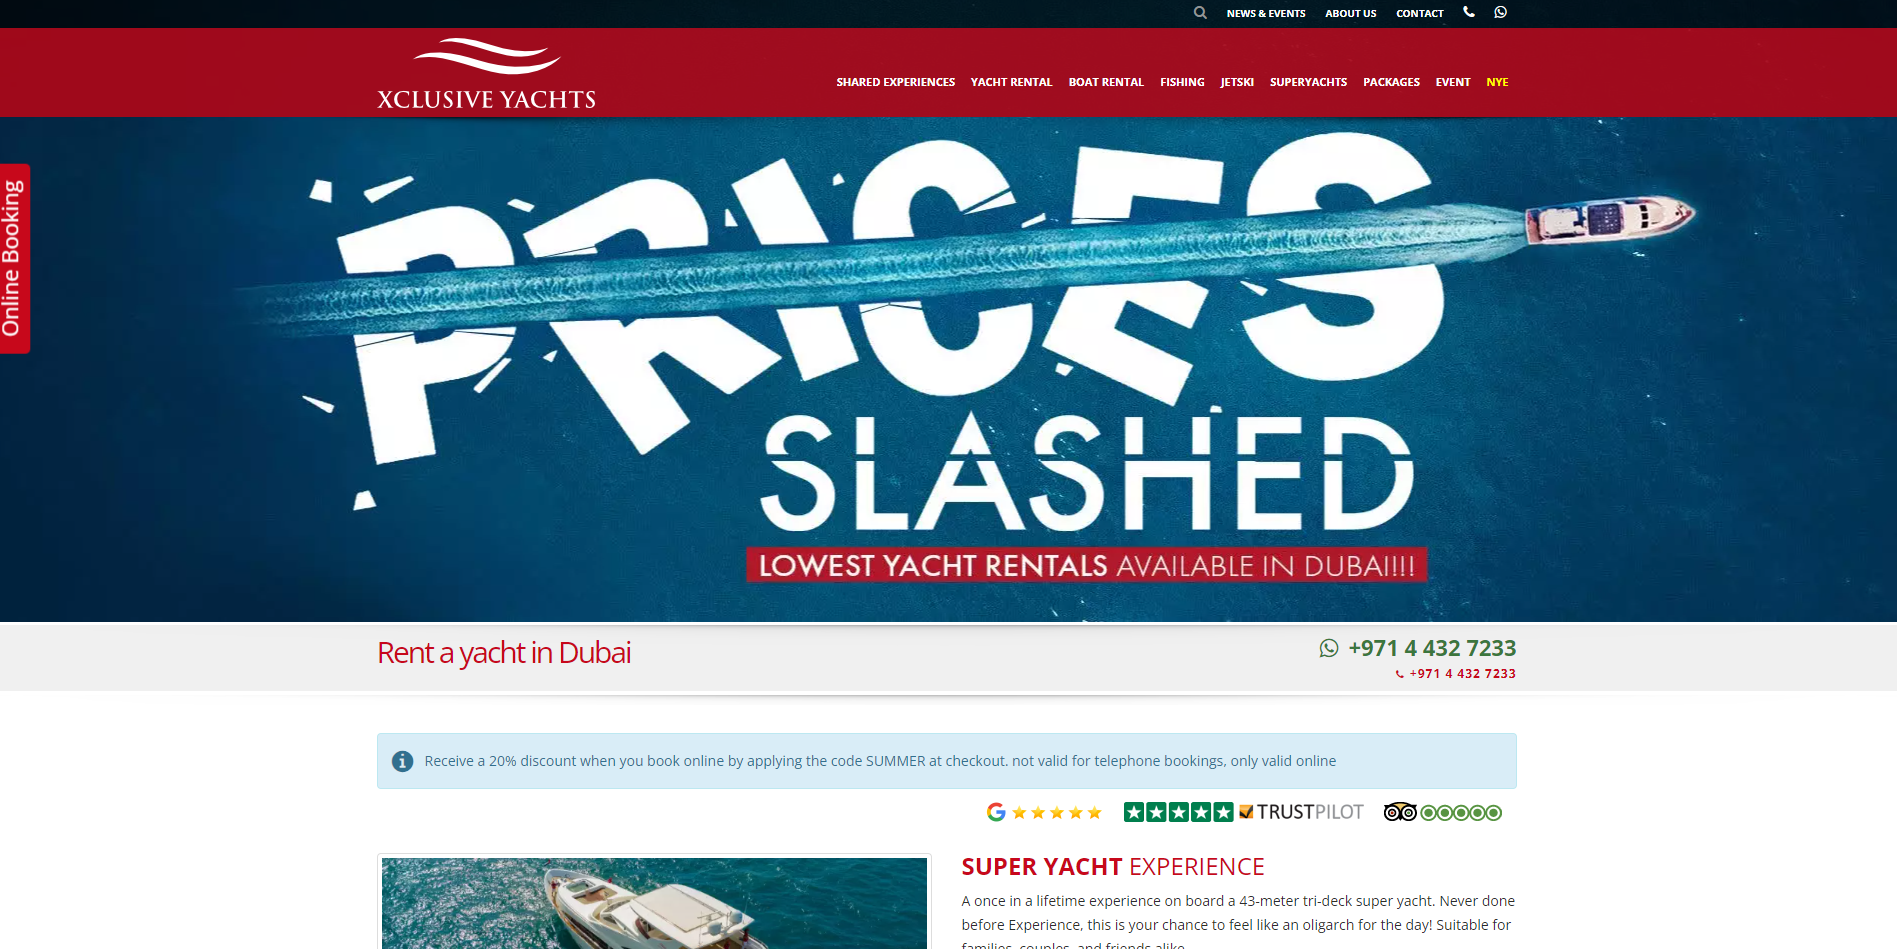 NEWS & EVENTS ABOUT US CONTACT
XCLUSIVE YACHTS
SHARED EXPERIENCES YACHT RENTAL BOAT RENTAL FISHING JETSKI SUPERYACHTS PACKAGES EVENT NYE
Online Booking
PRICES
SLASHED
LOWEST YACHT RENTALS AVAILABLE IN DUBAI!!!
Rent a yacht in Dubai
+971 4 432 7233
+971 4 432 7233
Receive a 20% discount when you book online by applying the code SUMMER at checkout. not valid for telephone bookings, only valid online
TRUSTPILOT
SUPER YACHT EXPERIENCE
A once in a lifetime experience on board a 43-meter tri-deck super yacht. Never done
before Experience, this is your chance to feel like an oligarch for the day! Suitable for
families, couples, and friends alike